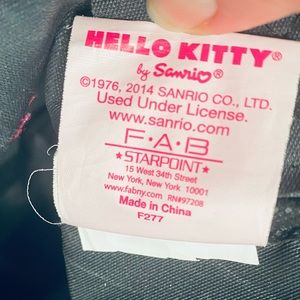 HELLO KITTY®
by Sanrio®
©1976, 2014 SANRIO CO., LTD.
Used Under License.
www.sanrio.com
F•A•B
STARPOINT
15 West 34th Street
New York, New York 10001
www.fabny.com RN#97208
Made in China
F277